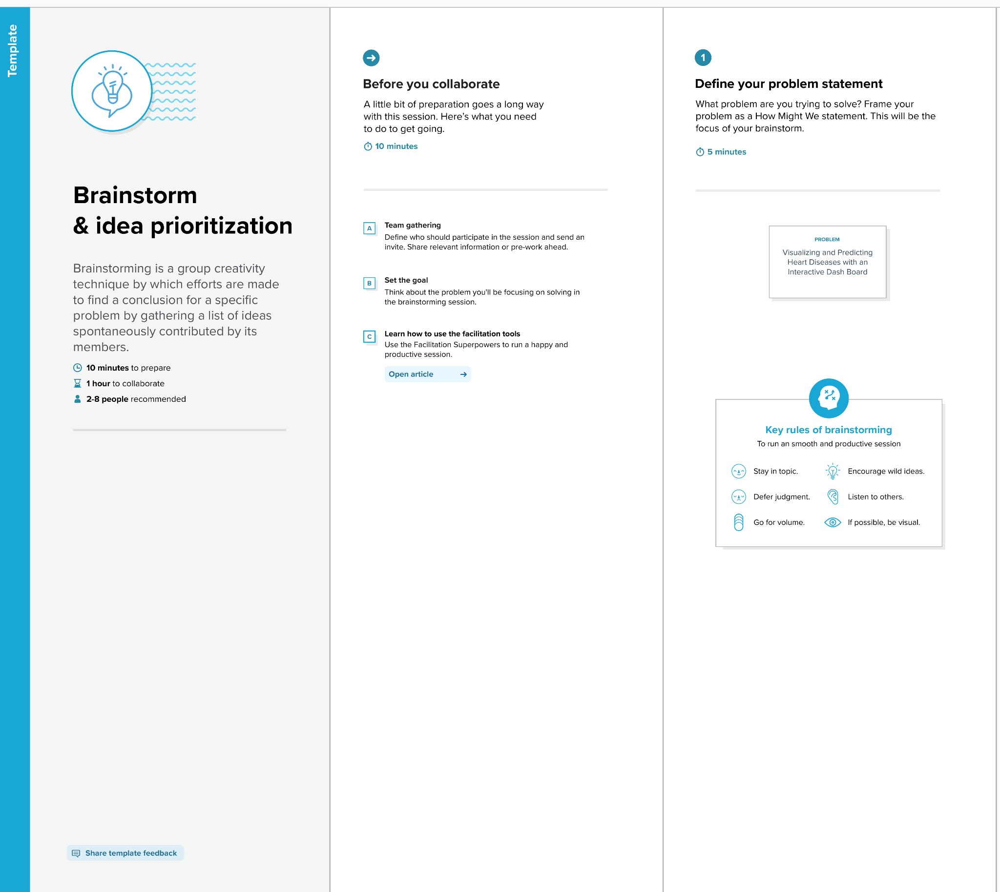 Template
Brainstorm
& idea prioritization
Brainstorming is a group creativity
technique by which efforts are made
to find a conclusion for a specific
problem by gathering a list of ideas
spontaneously contributed by its
members.
10 minutes to prepare
1 hour to collaborate
2-8 people recommended
Share template feedback
Before you collaborate
A little bit of preparation goes a long way
with this session. Here’s what you need
to do to get going.
10 minutes
A
Team gathering
Define who should participate in the session and send an
invite. Share relevant information or pre-work ahead.
B
Set the goal
Think about the problem you'll be focusing on solving in
the brainstorming session.
C
Learn how to use the facilitation tools
Use the Facilitation Superpowers to run a happy and
productive session.
Open article
1
Define your problem statement
What problem are you trying to solve? Frame your
problem as a How Might We statement. This will be the
focus of your brainstorm.
5 minutes
PROBLEM
Visualizing and Predicting
Heart Diseases with an
Interactive Dash Board
Key rules of brainstorming
To run an smooth and productive session
Stay in topic.
Encourage wild ideas.
Defer judgment.
Listen to others.
Go for volume.
If possible, be visual.